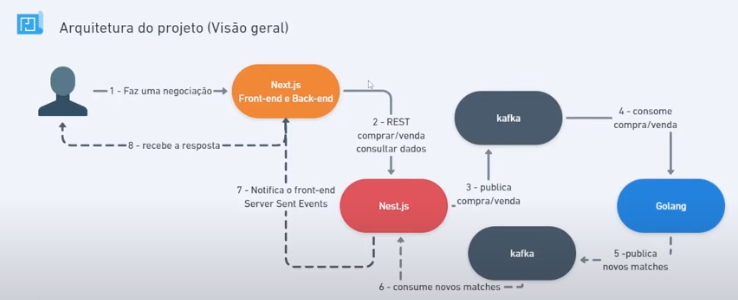 Arquitetura do projeto (Visão geral)
1 - Faz uma negociação
Next.js
Front-end e Back-end
2 - REST
comprar/venda
consultar dados
kafka
4 - consome
compra/venda
8 - recebe a resposta
7 - Notifica o front-end
Server Sent Events
Nest.js
3 - publica
compra/venda
Golang
kafka
5 -publica
novos matches
6 - consume novos matches